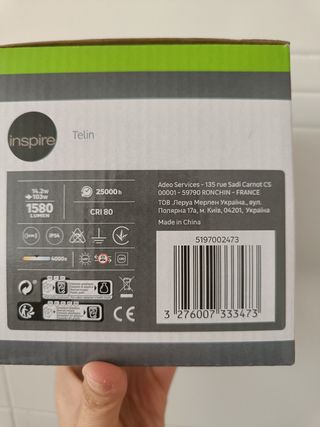 inspire
Telin
14.2w
→ 103w
1580
LUMEN
25000h
CRI 80
IP54
4000k
Adeo Services - 135 rue Sadi Carnot CS
00001 - 59790 RONCHIN - FRANCE
ТОВ „Леруа Мерлен Україна„, вул.
Полярна 17а, м. Київ, 04201, Україна
Made in China
5197002473
3 276007 333473